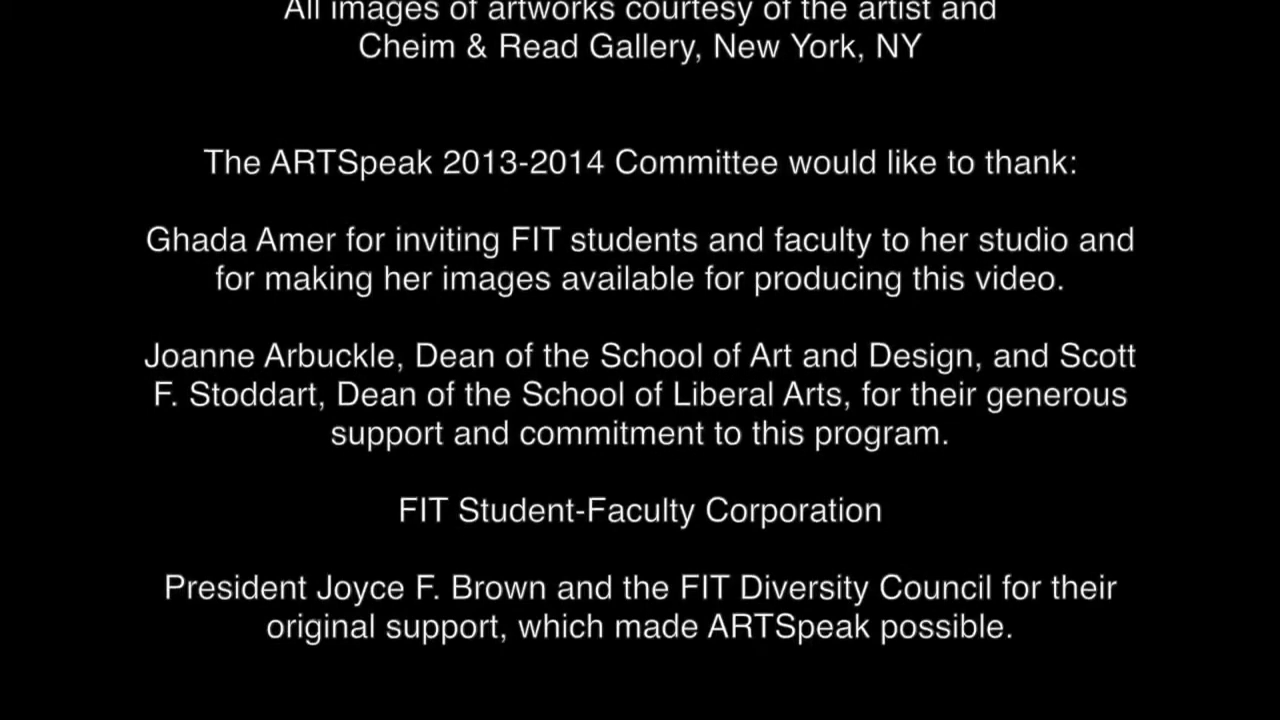 All images of artworks courtesy of the artist and
Cheim & Read Gallery, New York, NY
The ARTSpeak 2013-2014 Committee would like to thank:
Ghada Amer for inviting FIT students and faculty to her studio and
for making her images available for producing this video.
Joanne Arbuckle, Dean of the School of Art and Design, and Scott
F. Stoddart, Dean of the School of Liberal Arts, for their generous
support and commitment to this program.
FIT Student-Faculty Corporation
President Joyce F. Brown and the FIT Diversity Council for their
original support, which made ARTSpeak possible.